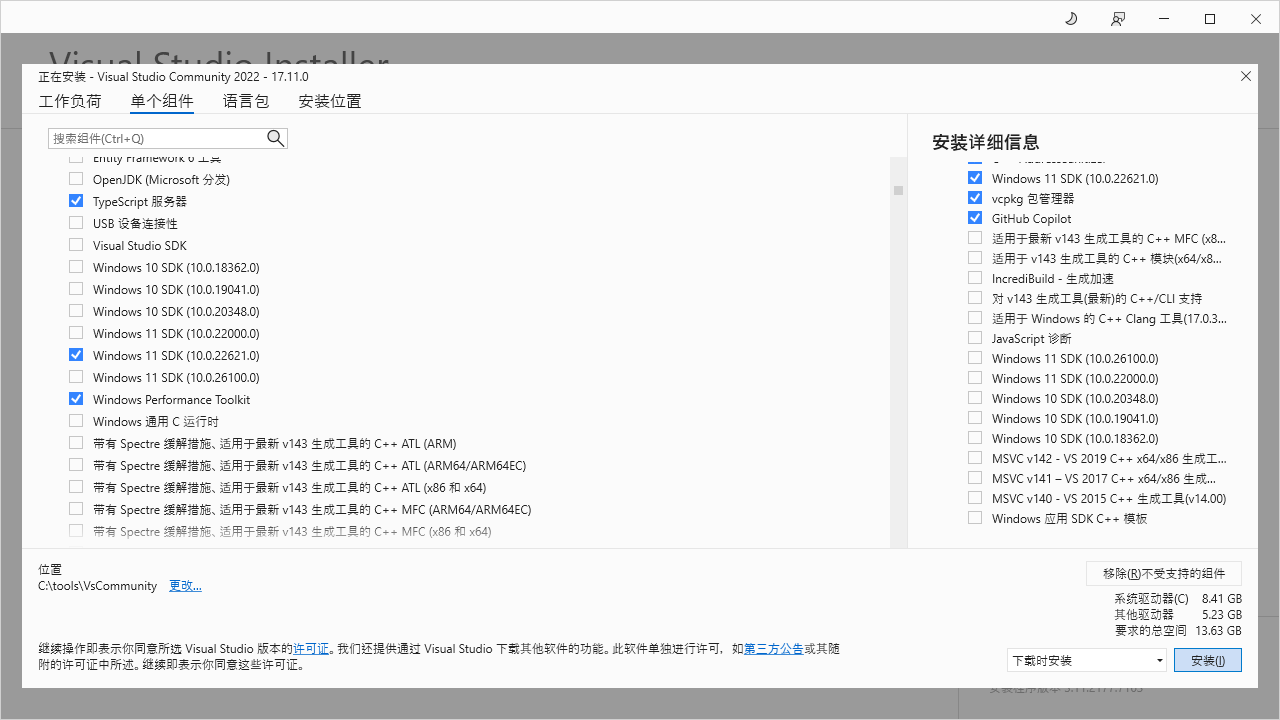 Visual Studio Installer
正在安装 - Visual Studio Community 2022 - 17.11.0
工作负荷 单个组件 语言包 安装位置
搜索组件(Ctrl+Q)
Entity Framework 6 工具
OpenJDK (Microsoft 分发)
TypeScript 服务器
USB 设备连接性
Visual Studio SDK
Windows 10 SDK (10.0.18362.0)
Windows 10 SDK (10.0.19041.0)
Windows 10 SDK (10.0.20348.0)
Windows 11 SDK (10.0.22000.0)
Windows 11 SDK (10.0.22621.0)
Windows 11 SDK (10.0.26100.0)
Windows Performance Toolkit
Windows 通用 C 运行时
带有 Spectre 缓解措施、适用于最新 v143 生成工具的 C++ ATL (ARM)
带有 Spectre 缓解措施、适用于最新 v143 生成工具的 C++ ATL (ARM64/ARM64EC)
带有 Spectre 缓解措施、适用于最新 v143 生成工具的 C++ ATL (x86 和 x64)
带有 Spectre 缓解措施、适用于最新 v143 生成工具的 C++ MFC (ARM64/ARM64EC)
带有 Spectre 缓解措施、适用于最新 v143 生成工具的 C++ MFC (x86 和 x64)
安装详细信息
C++ AddressSanitizer
Windows 11 SDK (10.0.22621.0)
vcpkg 包管理器
GitHub Copilot
适用于最新 v143 生成工具的 C++ MFC (x8...
适用于 v143 生成工具的 C++ 模块(x64/x8...
IncrediBuild - 生成加速
对 v143 生成工具(最新)的 C++/CLI 支持
适用于 Windows 的 C++ Clang 工具(17.0.3...
JavaScript 诊断
Windows 11 SDK (10.0.26100.0)
Windows 11 SDK (10.0.22000.0)
Windows 10 SDK (10.0.20348.0)
Windows 10 SDK (10.0.19041.0)
Windows 10 SDK (10.0.18362.0)
MSVC v142 - VS 2019 C++ x64/x86 生成工...
MSVC v141 – VS 2017 C++ x64/x86 生成...
MSVC v140 - VS 2015 C++ 生成工具(v14.00)
Windows 应用 SDK C++ 模板
位置
C:\tools\VsCommunity 更改...
移除(R)不受支持的组件
系统驱动器(C) 8.41 GB
其他驱动器 5.23 GB
要求的总空间 13.63 GB
继续操作即表示你同意所选 Visual Studio 版本的许可证。我们还提供通过 Visual Studio 下载其他软件的功能。此软件单独进行许可，如第三方公告或其随
附的许可证中所述。继续即表示你同意这些许可证。
下载时安装
安装(I)
安装程序版本 3.11.2177.7163